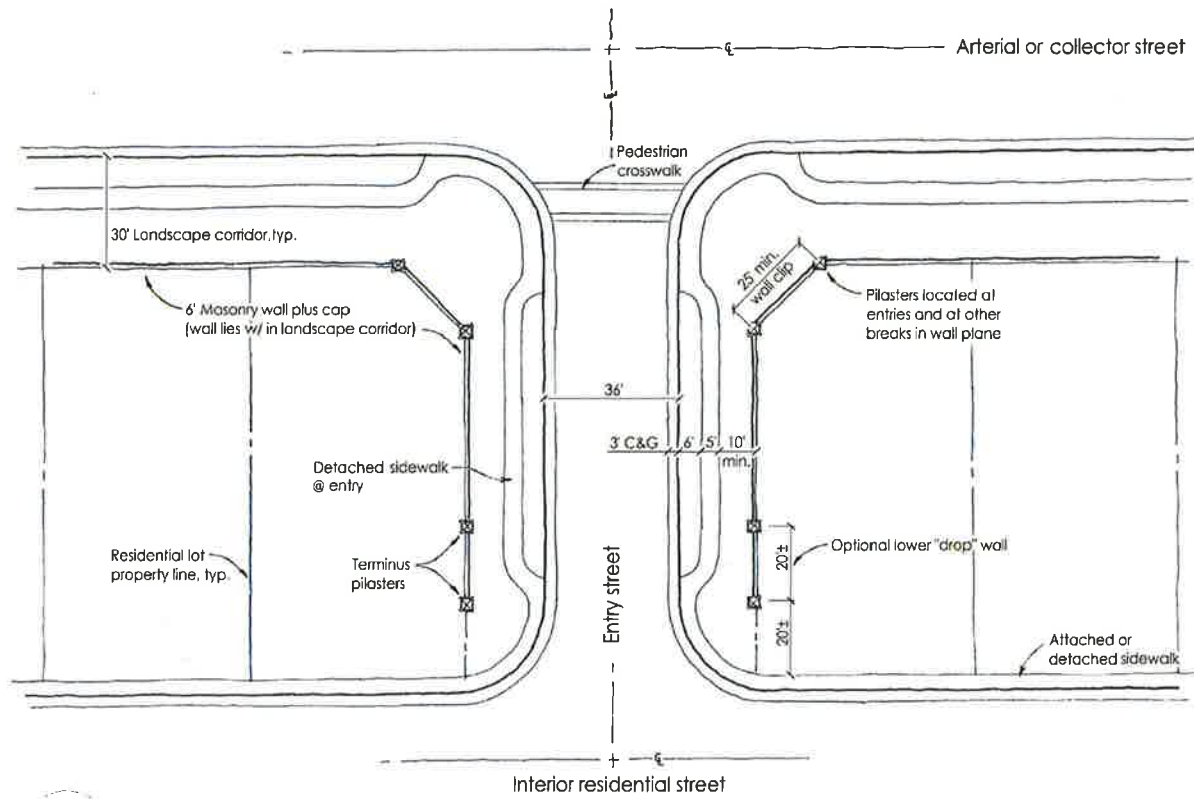 ℄
Arterial or collector street
℄
Pedestrian
crosswalk
30' Landscape corridor, typ.
25' min.
wall clip
6' Masonry wall plus cap
(wall lies w/ in landscape corridor)
Pilasters located at
entries and at other
breaks in wall plane
36'
3' C&G
6'
5'
10'
min.
Detached sidewalk
@ entry
Residential lot
property line, typ.
Terminus
pilasters
20'±
Optional lower "drop" wall
Entry street
20'±
Attached or
detached sidewalk
℄
Interior residential street